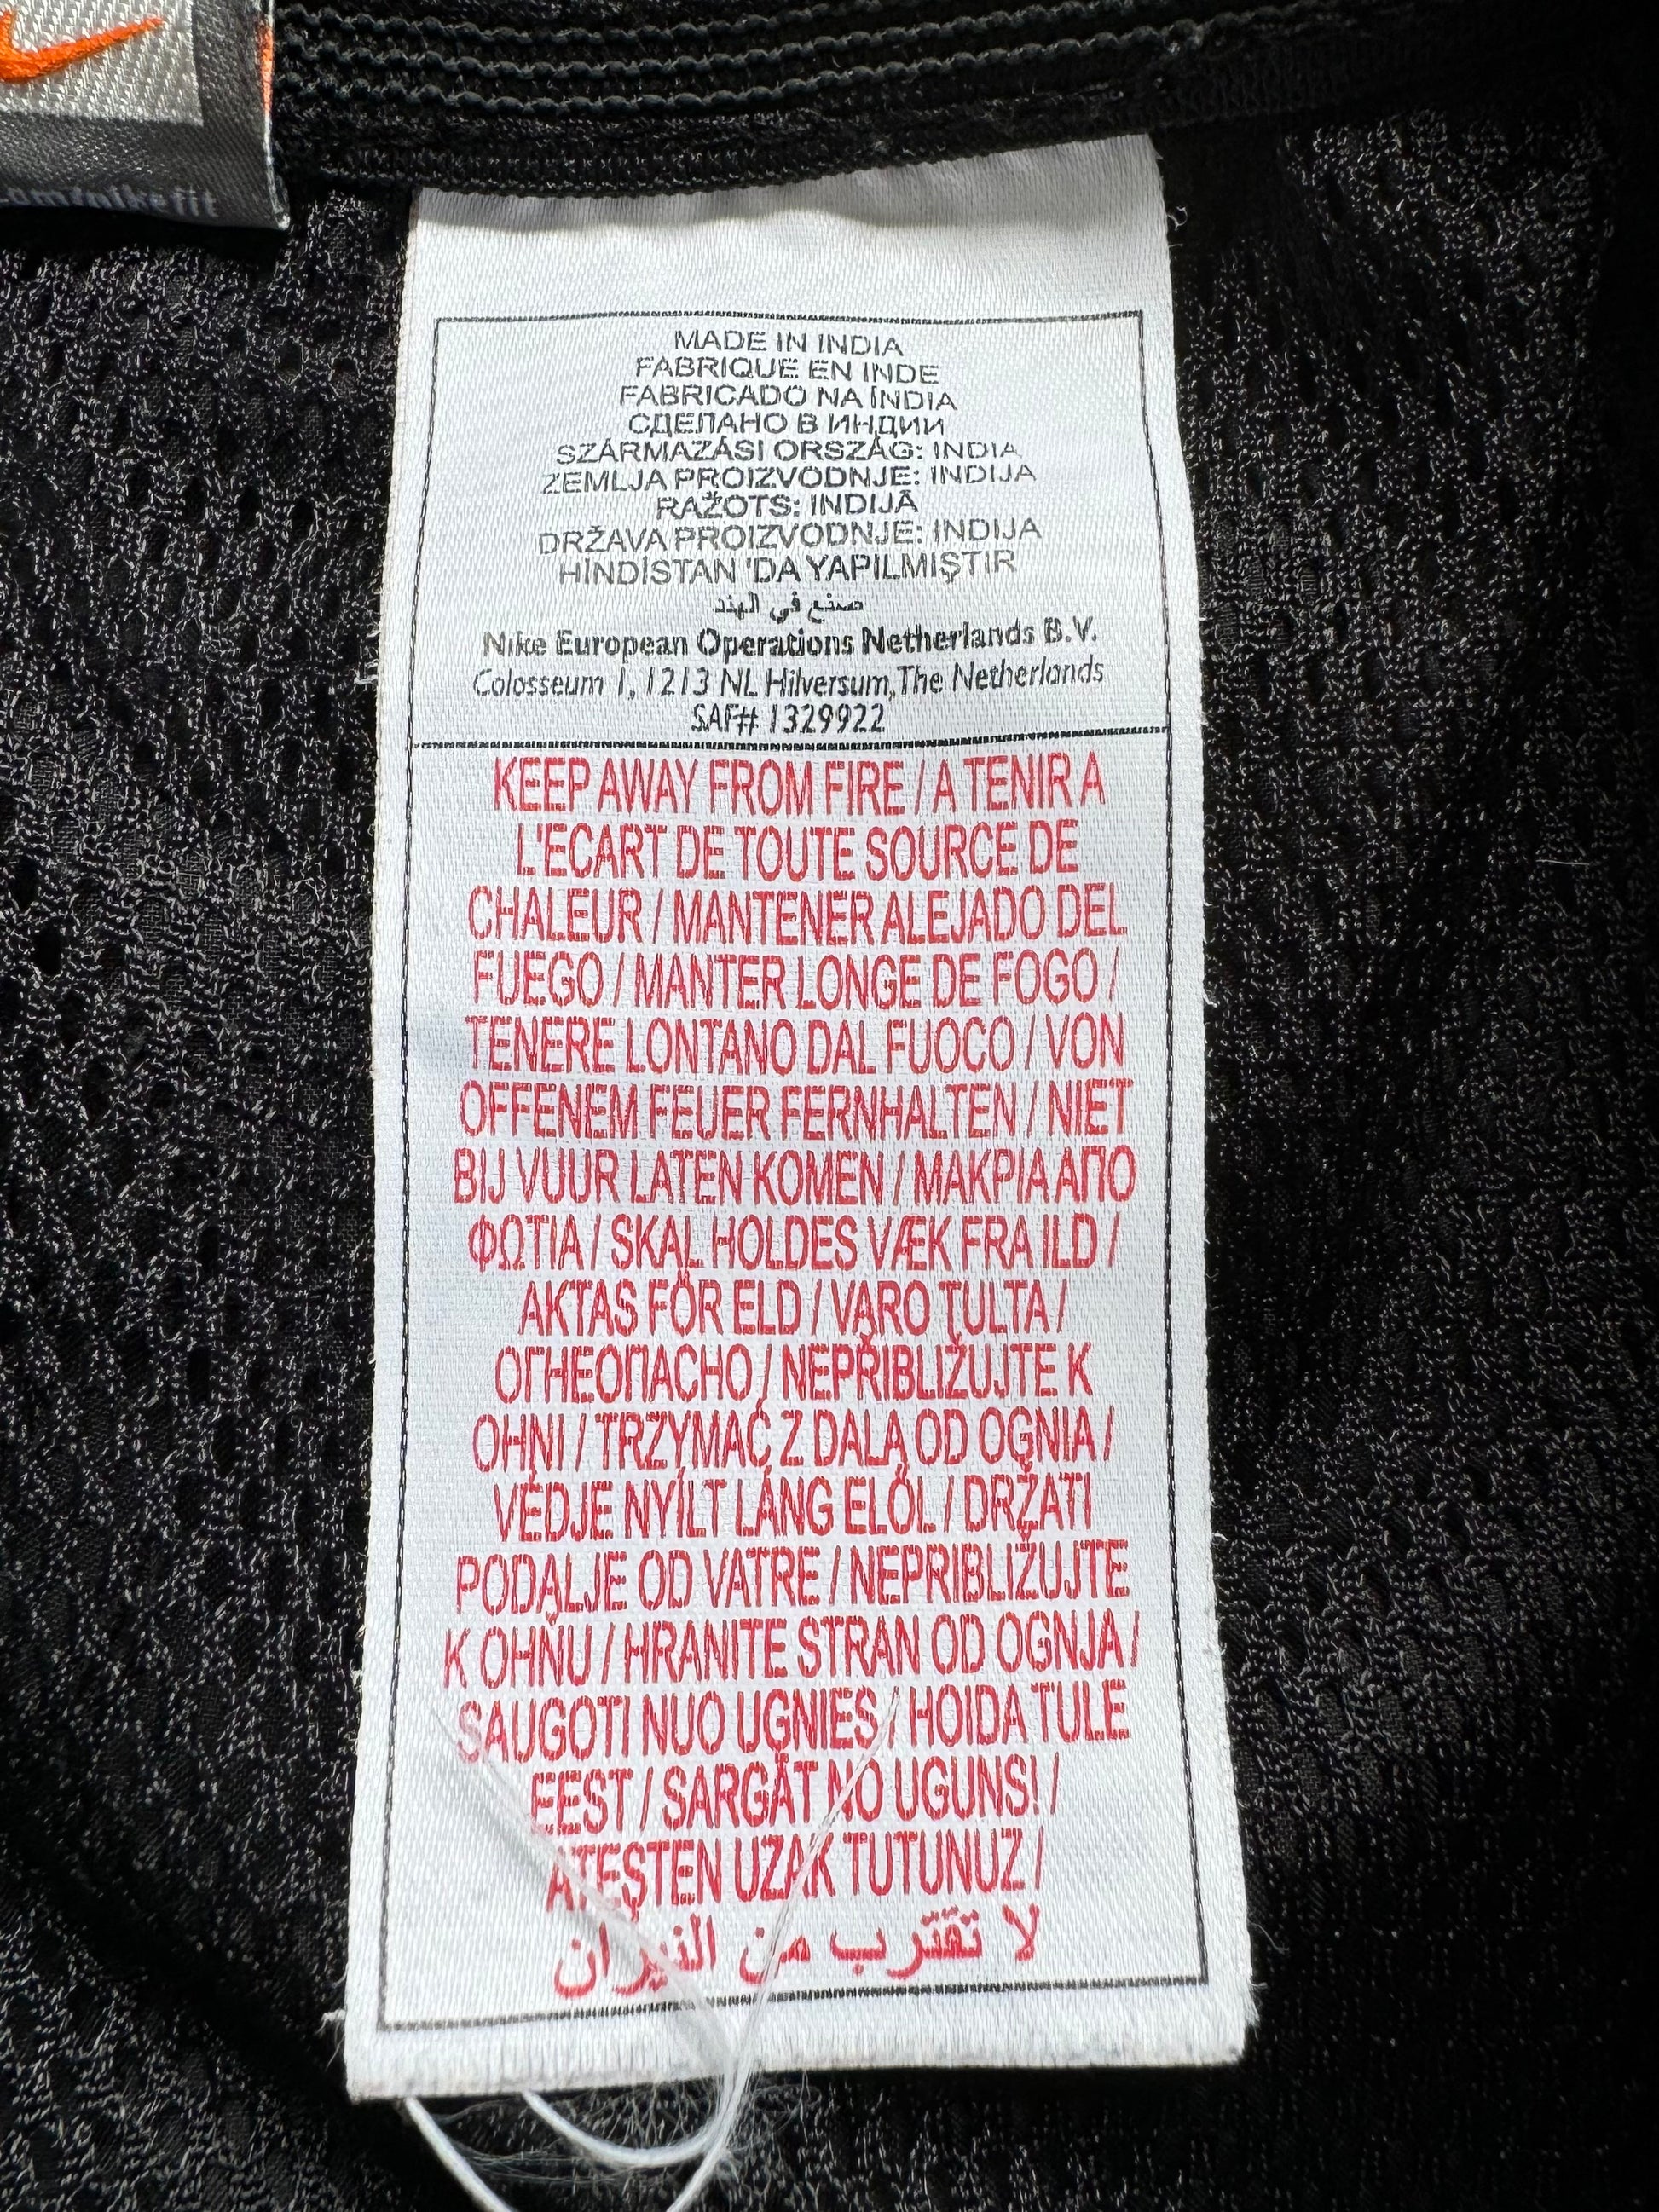 MADE IN INDIA
FABRIQUE EN INDE
FABRICADO NA ÍNDIA
СДЕЛАНО В ИНДИИ
SZÁRMAZÁSI ORSZÁG: INDIA
ZEMLJA PROIZVODNJE: INDIJA
RAŽOTS: INDIJĀ
DRŽAVA PROIZVODNJE: INDIJA
HİNDİSTAN 'DA YAPILMIŞTIR
صنع في الهند
Nike European Operations Netherlands B.V.
Colosseum 1, 1213 NL Hilversum, The Netherlands
SAF# 1329922
KEEP AWAY FROM FIRE / A TENIR A
L'ECART DE TOUTE SOURCE DE
CHALEUR / MANTENER ALEJADO DEL
FUEGO / MANTER LONGE DE FOGO /
TENERE LONTANO DAL FUOCO / VON
OFFENEM FEUER FERNHALTEN / NIET
BIJ VUUR LATEN KOMEN / ΜΑΚΡΙΑ ΑΠΟ
ΦΩΤΙΑ / SKAL HOLDES VÆK FRA ILD /
AKTAS FÖR ELD / VARO TULTA /
ОГНЕОПАСНО / NEPŘIBLIŽUJTE K
OHNI / TRZYMAĆ Z DALA OD OGNIA /
VÉDJE NYÍLT LÁNG ELŐL / DRŽATI
PODALJE OD VATRE / NEPRIBLIŽUJTE
K OHŇU / HRANITE STRAN OD OGNJA /
SAUGOTI NUO UGNIES / HOIDA TULE
EEST / SARGĀT NO UGUNS! /
ATEŞTEN UZAK TUTUNUZ /
لا تقترب من النيران